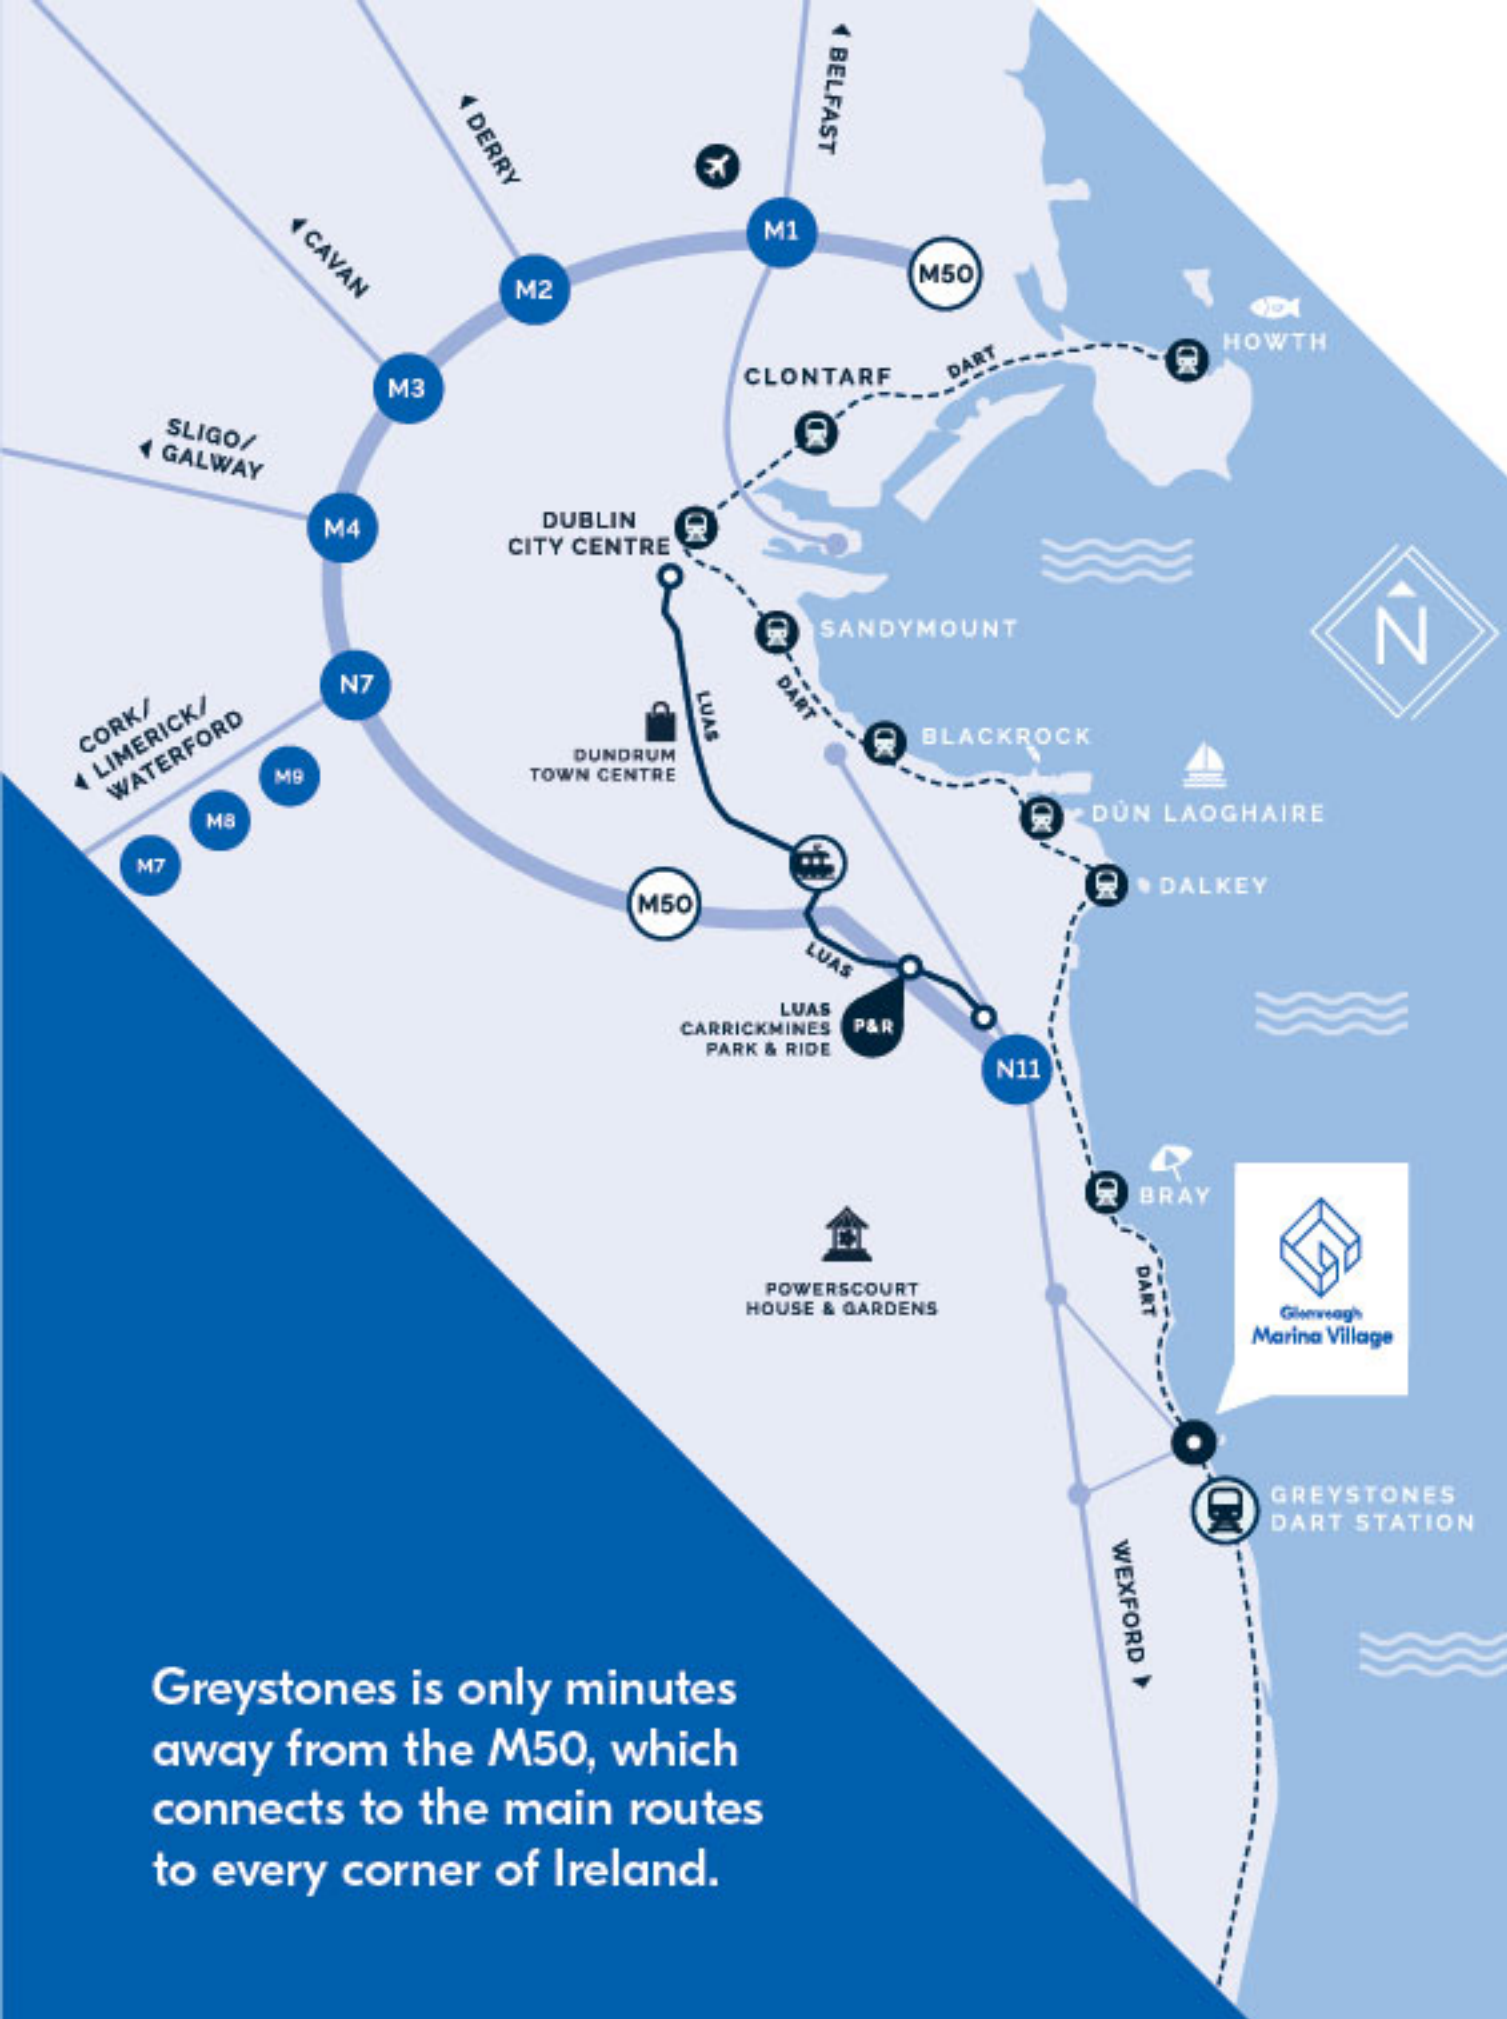 BELFAST
DERRY
CAVAN
M1
M50
M2
HOWTH
DART
CLONTARF
M3
SLIGO/
GALWAY
M4
DUBLIN
CITY CENTRE
N
SANDYMOUNT
N7
DART
LUAS
CORK/
LIMERICK/
WATERFORD
BLACKROCK
DUNDRUM
TOWN CENTRE
M9
M8
M7
DÚN LAOGHAIRE
DALKEY
M50
LUAS
LUAS
CARRICKMINES
PARK & RIDE
P&R
N11
BRAY
POWERSCOURT
HOUSE & GARDENS
DART
Glenveagh
Marina Village
GREYSTONES
DART STATION
WEXFORD
Greystones is only minutes
away from the M50, which
connects to the main routes
to every corner of Ireland.